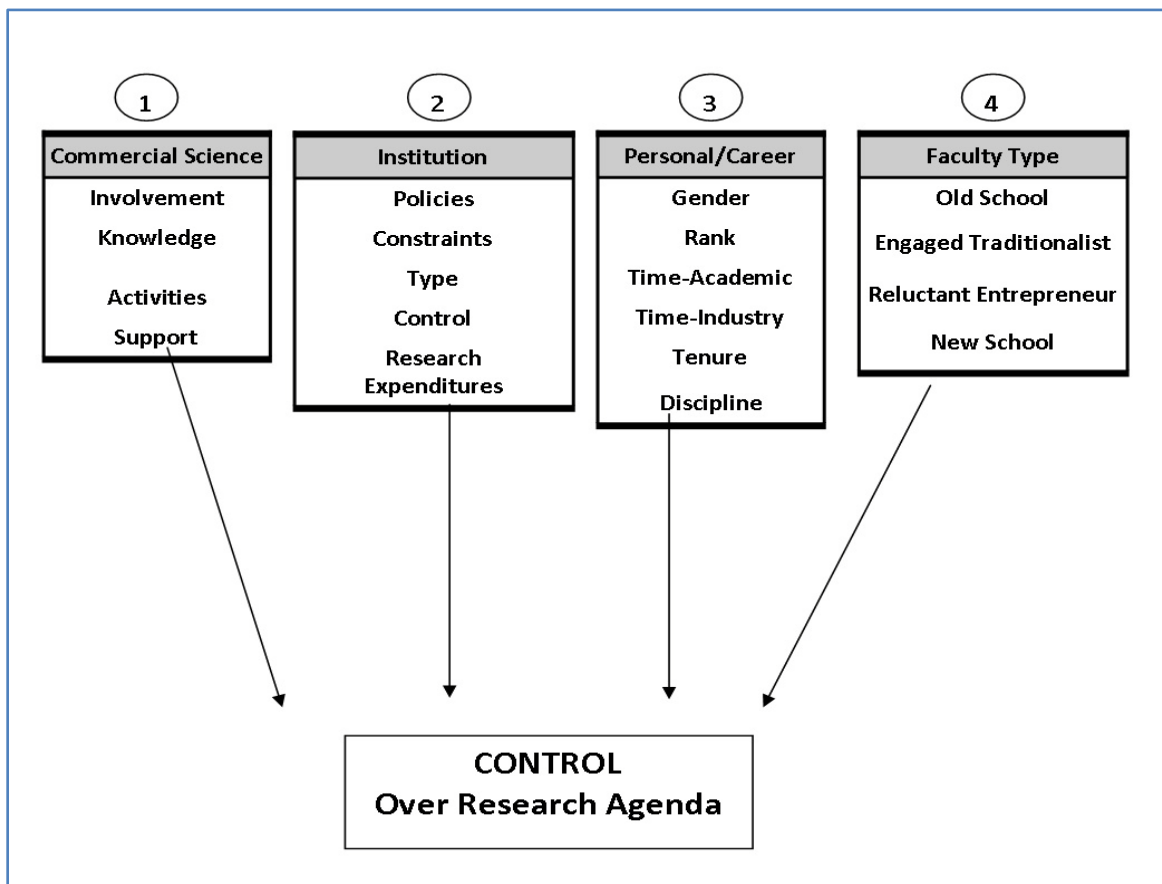 1
Commercial Science
Involvement
Knowledge
Activities
Support
2
Institution
Policies
Constraints
Type
Control
Research
Expenditures
3
Personal/Career
Gender
Rank
Time-Academic
Time-Industry
Tenure
Discipline
4
Faculty Type
Old School
Engaged Traditionalist
Reluctant Entrepreneur
New School
CONTROL
Over Research Agenda